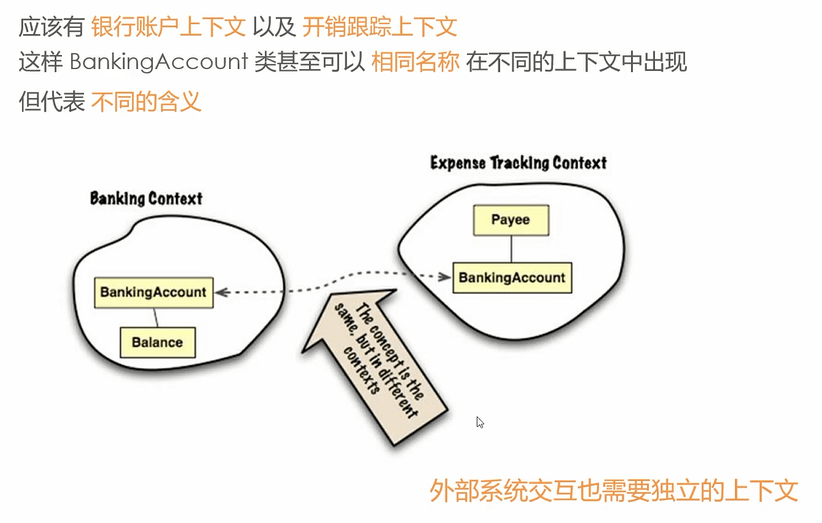 应该有 银行账户上下文 以及 开销跟踪上下文
这样 BankingAccount 类甚至可以 相同名称 在不同的上下文中出现
但代表 不同的含义
Expense Tracking Context
Banking Context
Payee
BankingAccount
BankingAccount
Balance
The concept is the
same, but in different
contexts
外部系统交互也需要独立的上下文